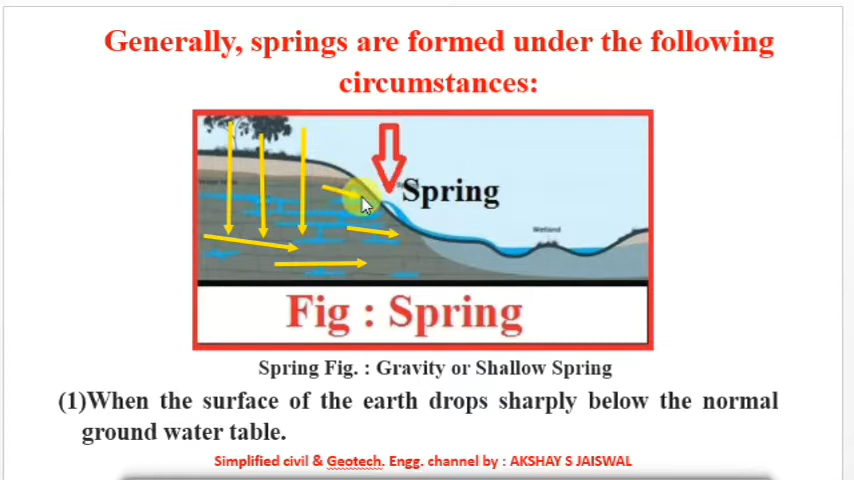 Generally, springs are formed under the following
circumstances:
Spring
Wetland
Fig : Spring
Spring Fig. : Gravity or Shallow Spring
(1)When the surface of the earth drops sharply below the normal
ground water table.
Simplified civil & Geotech. Engg. channel by : AKSHAY S JAISWAL